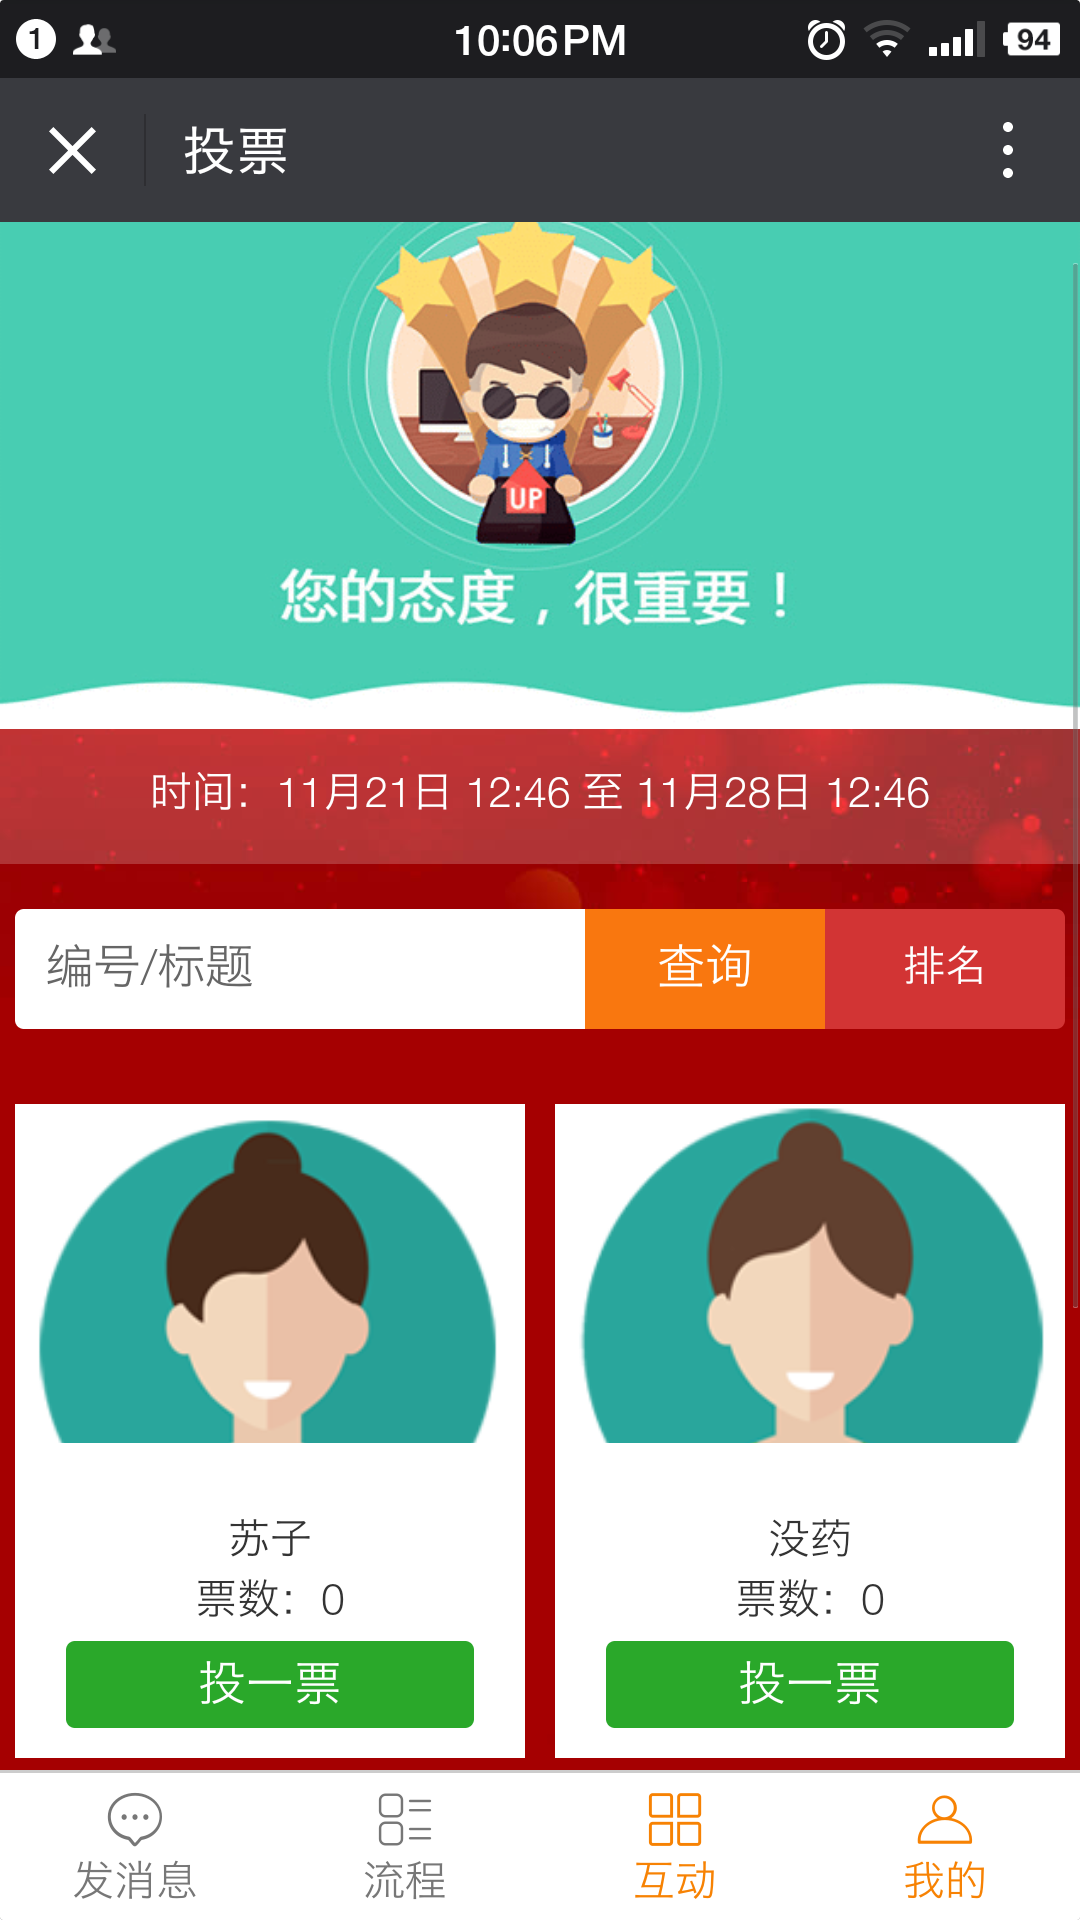 1
10:06PM
94
投票
UP
您的态度，很重要！
时间：11月21日 12:46 至 11月28日 12:46
编号/标题
查询
排名
苏子
没药
票数：0
票数：0
投一票
投一票
发消息
流程
互动
我的